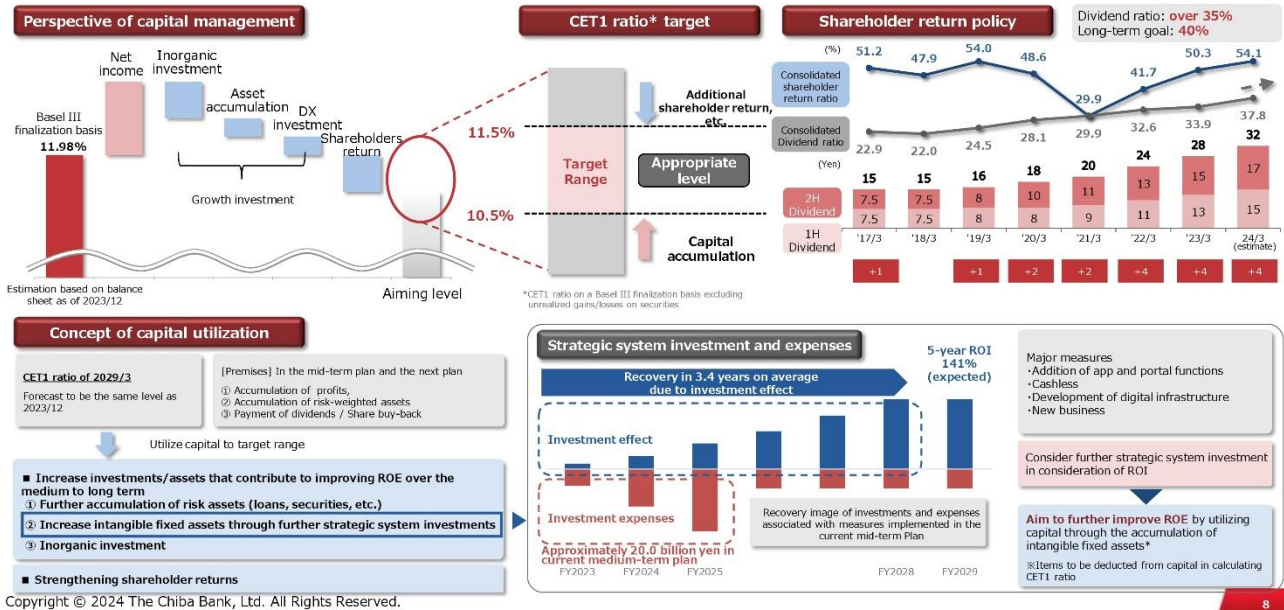 Perspective of capital management
Net
income
Inorganic
investment
Asset
accumulation
DX
investment
Shareholders
return
Basel III
finalization basis
11.98%
Growth investment
Estimation based on balance
sheet as of 2023/12
Aiming level
CET1 ratio* target
11.5%
10.5%
Target
Range
Additional
shareholder return,
etc.
Appropriate
level
Capital
accumulation
*CET1 ratio on a Basel III finalization basis excluding
unrealized gains/losses on securities
Shareholder return policy
Dividend ratio: over 35%
Long-term goal: 40%
(%)
51.2 47.9 54.0 48.6 29.9 41.7 50.3 54.1
Consolidated
shareholder
return ratio
Consolidated
Dividend ratio
22.9 22.0 24.5 28.1 29.9 32.6 33.9 37.8
(Yen)
15 15 16 18 20 24 28 32
2H
Dividend
7.5 7.5 8 10 11 13 15 17
1H
Dividend
7.5 7.5 8 8 9 11 13 15
'17/3 '18/3 '19/3 '20/3 '21/3 '22/3 '23/3 24/3
(estimate)
+1 +1 +2 +2 +4 +4 +4
Concept of capital utilization
CET1 ratio of 2029/3
Forecast to be the same level as
2023/12
[Premises] In the mid-term plan and the next plan
① Accumulation of profits,
② Accumulation of risk-weighted assets
③ Payment of dividends / Share buy-back
Utilize capital to target range
■ Increase investments/assets that contribute to improving ROE over the
medium to long term
① Further accumulation of risk assets (loans, securities, etc.)
② Increase intangible fixed assets through further strategic system investments
③ Inorganic investment
■ Strengthening shareholder returns
Strategic system investment and expenses
5-year ROI
141%
(expected)
Recovery in 3.4 years on average
due to investment effect
Investment effect
Investment expenses
Approximately 20.0 billion yen in
current medium-term plan
Recovery image of investments and expenses
associated with measures implemented in the
current mid-term Plan
FY2023 FY2024 FY2025 FY2028 FY2029
Major measures
・Addition of app and portal functions
・Cashless
・Development of digital infrastructure
・New business
Consider further strategic system investment
in consideration of ROI
Aim to further improve ROE by utilizing
capital through the accumulation of
intangible fixed assets*
※Items to be deducted from capital in calculating
CET1 ratio
Copyright © 2024 The Chiba Bank, Ltd. All Rights Reserved.
8